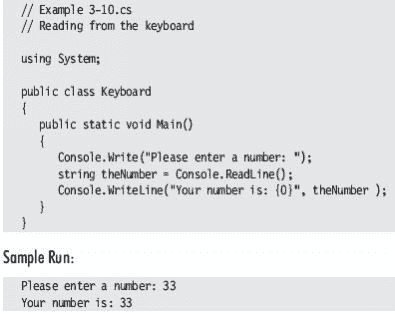 // Example 3-10.cs
// Reading from the keyboard
using System;
public class Keyboard
{
public static void Main()
{
Console.Write("Please enter a number: ");
string theNumber = Console.ReadLine();
Console.WriteLine("Your number is: {0}", theNumber );
}
}
Sample Run:
Please enter a number: 33
Your number is: 33